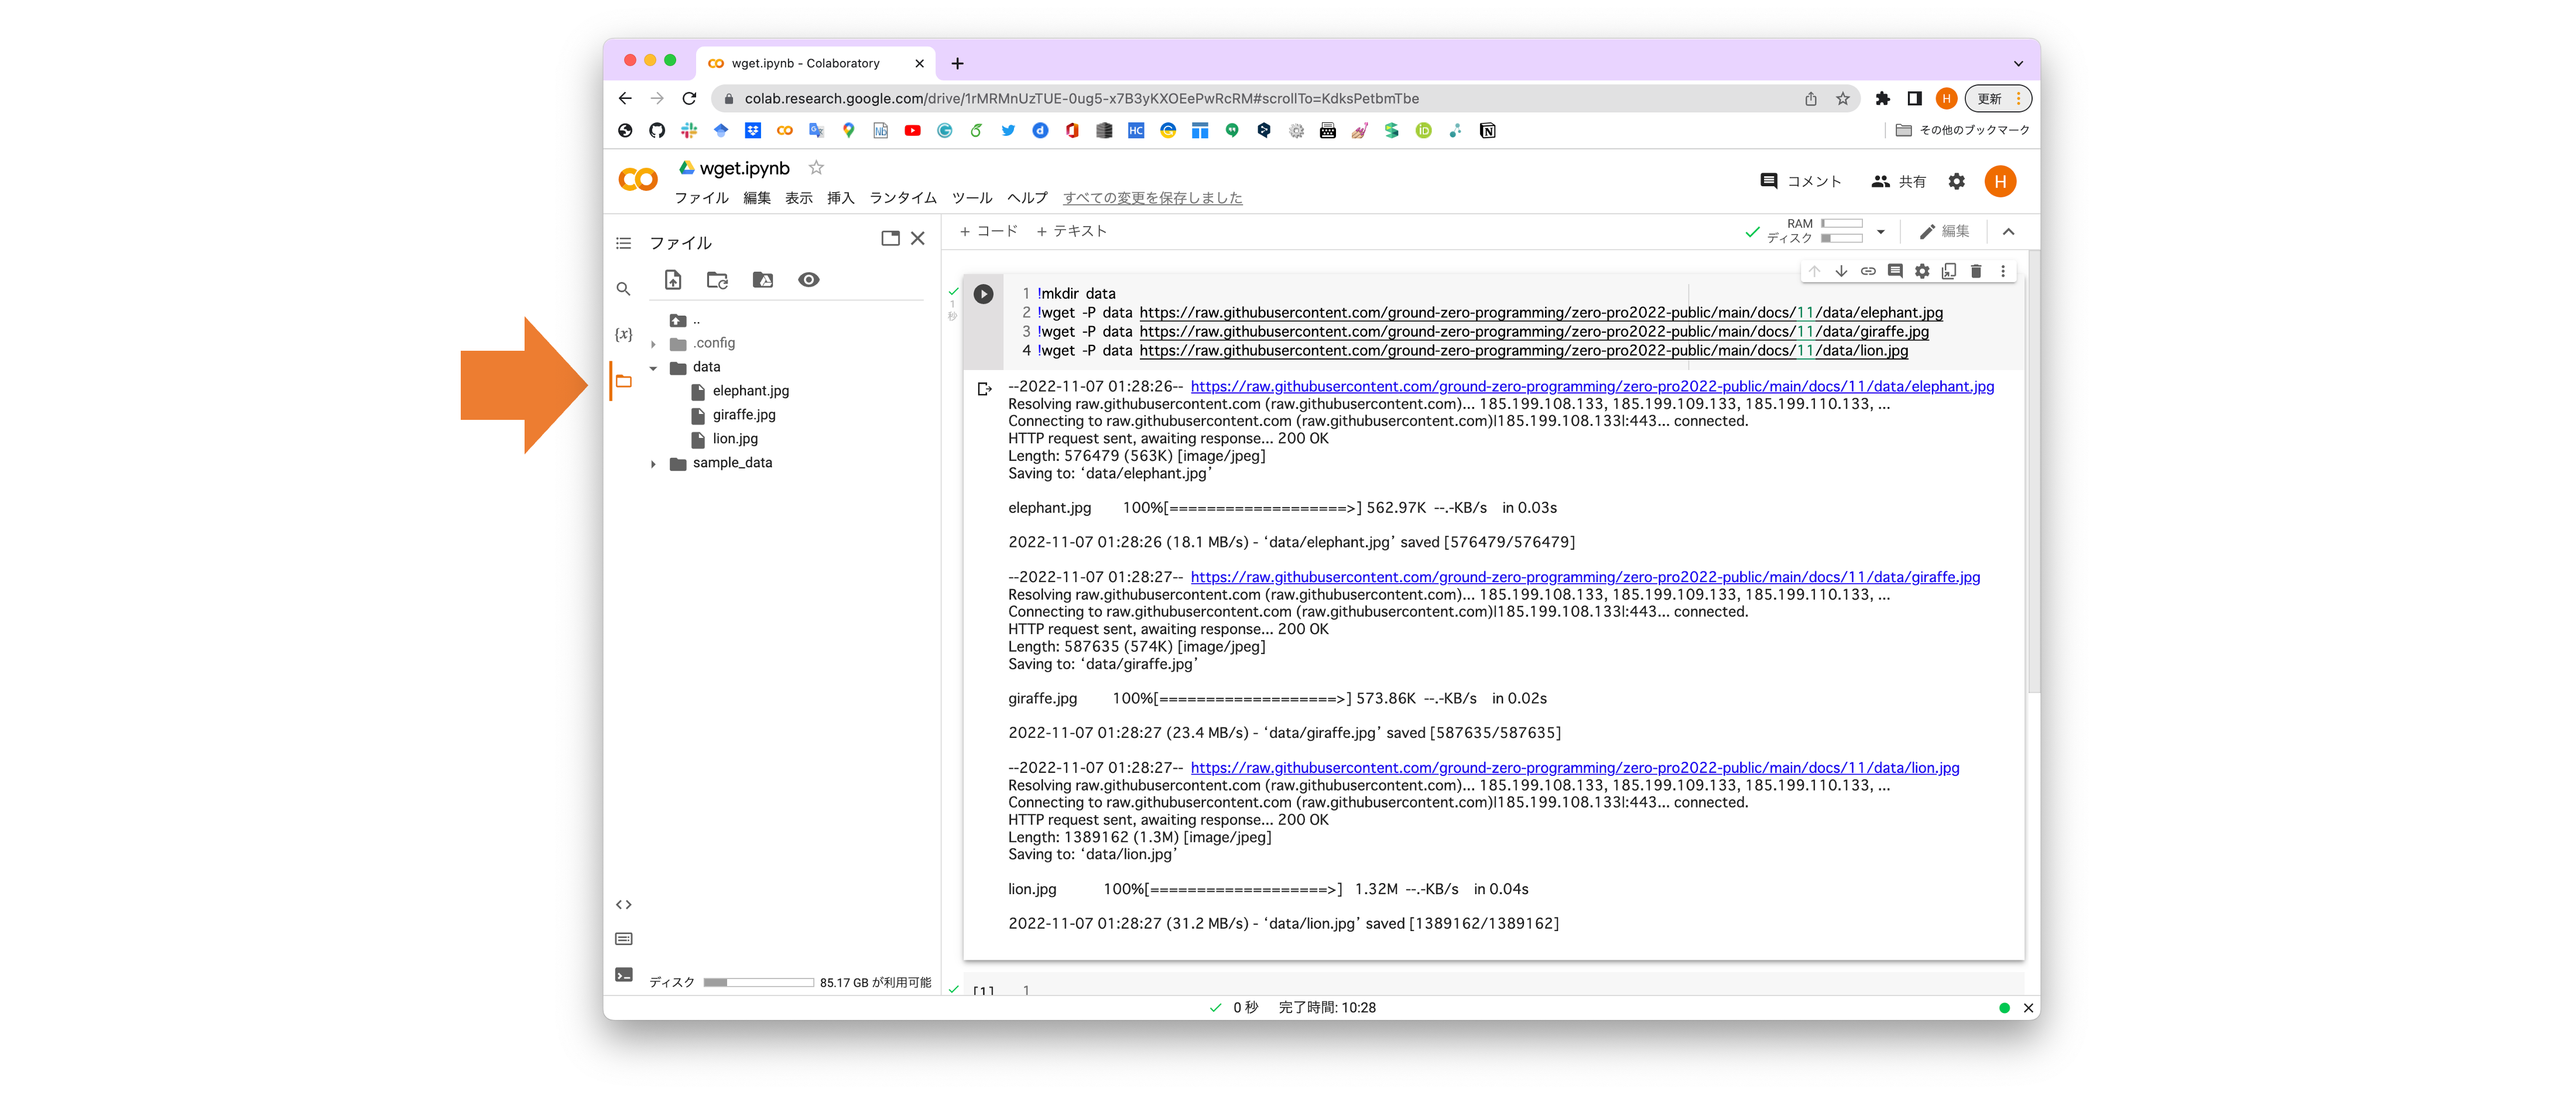 wget.ipynb - Colaboratory
colab.research.google.com/drive/1rMRMnUzTUE-0ug5-x7B3yKXOEePwRcRM#scrollTo=KdksPetbmTbe
H
更新
その他のブックマーク
wget.ipynb
ファイル 編集 表示 挿入 ランタイム ツール ヘルプ すべての変更を保存しました
コメント
共有
H
ファイル
+ コード + テキスト
RAM
ディスク
編集
..
.config
data
elephant.jpg
giraffe.jpg
lion.jpg
sample_data
{x}
1
秒
1 !mkdir data
2 !wget -P data https://raw.githubusercontent.com/ground-zero-programming/zero-pro2022-public/main/docs/11/data/elephant.jpg
3 !wget -P data https://raw.githubusercontent.com/ground-zero-programming/zero-pro2022-public/main/docs/11/data/giraffe.jpg
4 !wget -P data https://raw.githubusercontent.com/ground-zero-programming/zero-pro2022-public/main/docs/11/data/lion.jpg
--2022-11-07 01:28:26-- https://raw.githubusercontent.com/ground-zero-programming/zero-pro2022-public/main/docs/11/data/elephant.jpg
Resolving raw.githubusercontent.com (raw.githubusercontent.com)... 185.199.108.133, 185.199.109.133, 185.199.110.133, ...
Connecting to raw.githubusercontent.com (raw.githubusercontent.com)|185.199.108.133|:443... connected.
HTTP request sent, awaiting response... 200 OK
Length: 576479 (563K) [image/jpeg]
Saving to: ‘data/elephant.jpg’
elephant.jpg 100%[===================>] 562.97K --.-KB/s in 0.03s
2022-11-07 01:28:26 (18.1 MB/s) - ‘data/elephant.jpg’ saved [576479/576479]
--2022-11-07 01:28:27-- https://raw.githubusercontent.com/ground-zero-programming/zero-pro2022-public/main/docs/11/data/giraffe.jpg
Resolving raw.githubusercontent.com (raw.githubusercontent.com)... 185.199.108.133, 185.199.109.133, 185.199.110.133, ...
Connecting to raw.githubusercontent.com (raw.githubusercontent.com)|185.199.108.133|:443... connected.
HTTP request sent, awaiting response... 200 OK
Length: 587635 (574K) [image/jpeg]
Saving to: ‘data/giraffe.jpg’
giraffe.jpg 100%[===================>] 573.86K --.-KB/s in 0.02s
2022-11-07 01:28:27 (23.4 MB/s) - ‘data/giraffe.jpg’ saved [587635/587635]
--2022-11-07 01:28:27-- https://raw.githubusercontent.com/ground-zero-programming/zero-pro2022-public/main/docs/11/data/lion.jpg
Resolving raw.githubusercontent.com (raw.githubusercontent.com)... 185.199.108.133, 185.199.109.133, 185.199.110.133, ...
Connecting to raw.githubusercontent.com (raw.githubusercontent.com)|185.199.108.133|:443... connected.
HTTP request sent, awaiting response... 200 OK
Length: 1389162 (1.3M) [image/jpeg]
Saving to: ‘data/lion.jpg’
lion.jpg 100%[===================>] 1.32M --.-KB/s in 0.04s
2022-11-07 01:28:27 (31.2 MB/s) - ‘data/lion.jpg’ saved [1389162/1389162]
ディスク 85.17 GB が利用可能
[1] 1
0 秒 完了時間: 10:28